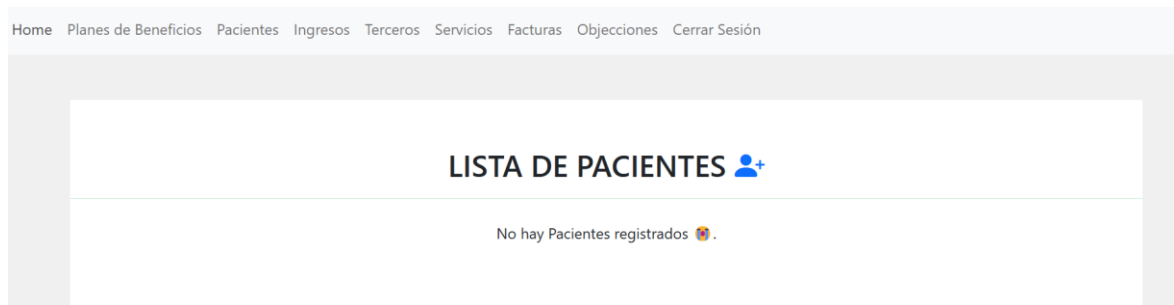 Home Planes de Beneficios Pacientes Ingresos Terceros Servicios Facturas Objecciones Cerrar Sesión
LISTA DE PACIENTES
No hay Pacientes registrados 😭.